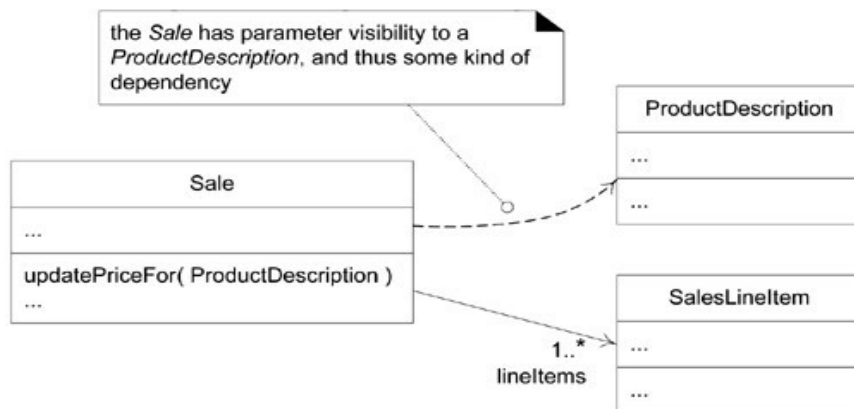 the Sale has parameter visibility to a
ProductDescription, and thus some kind of
dependency
ProductDescription
...
...
Sale
...
updatePriceFor( ProductDescription )
...
SalesLineItem
...
...
1..*
lineItems